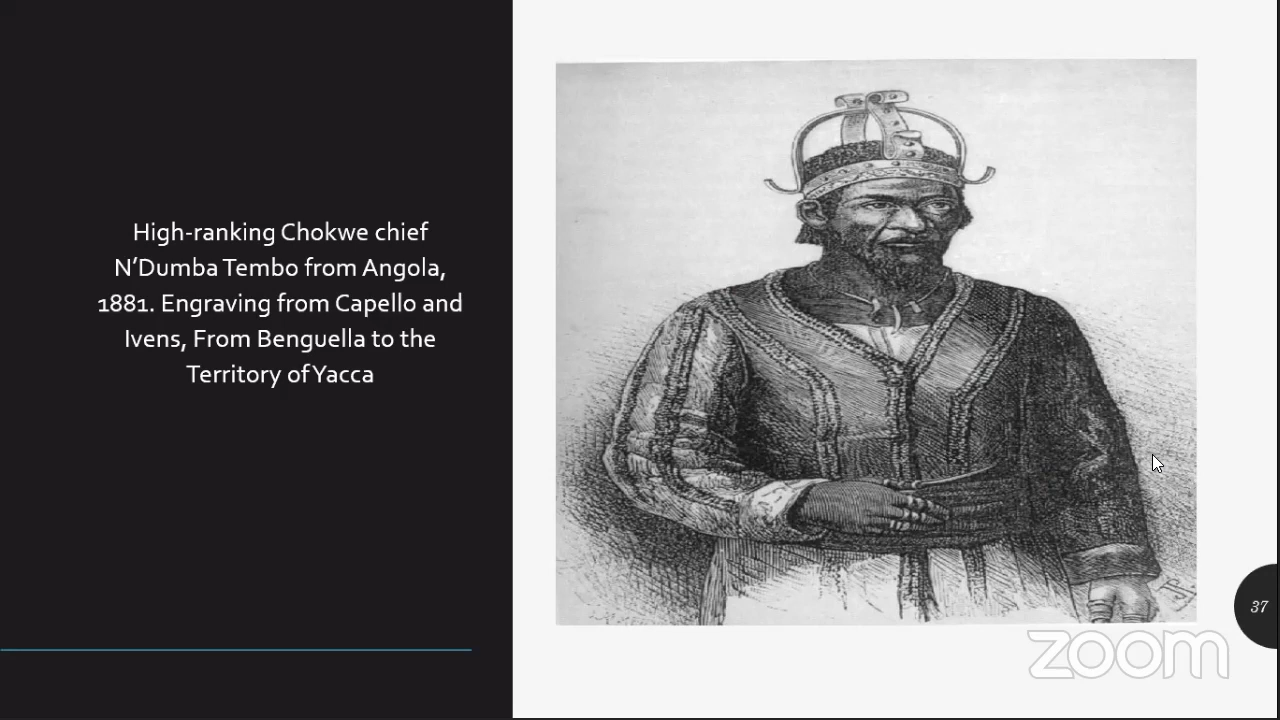 High-ranking Chokwe chief
N’Dumba Tembo from Angola,
1881. Engraving from Capello and
Ivens, From Benguella to the
Territory of Yacca
37
zoom